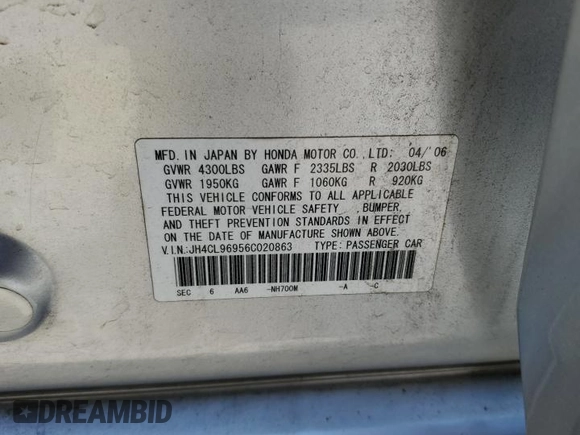 MFD. IN JAPAN BY HONDA MOTOR CO., LTD: 04/'06
GVWR 4300LBS GAWR F 2335LBS R 2030LBS
GVWR 1950KG GAWR F 1060KG R 920KG
THIS VEHICLE CONFORMS TO ALL APPLICABLE
FEDERAL MOTOR VEHICLE SAFETY ,BUMPER,
AND THEFT PREVENTION STANDARDS IN EFFECT
ON THE DATE OF MANUFACTURE SHOWN ABOVE.
V.I.N.:JH4CL96956C020863 TYPE: PASSENGER CAR
SEC 6 AA6 -NH700M -A -C
DREAMBID